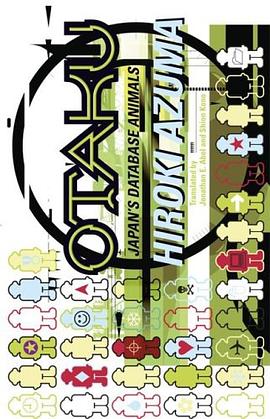 OTAKU
JAPAN'S DATABASE ANIMALS
HIROKI AZUMA
Translated by
Jonathan E. Abel and Shion Kono